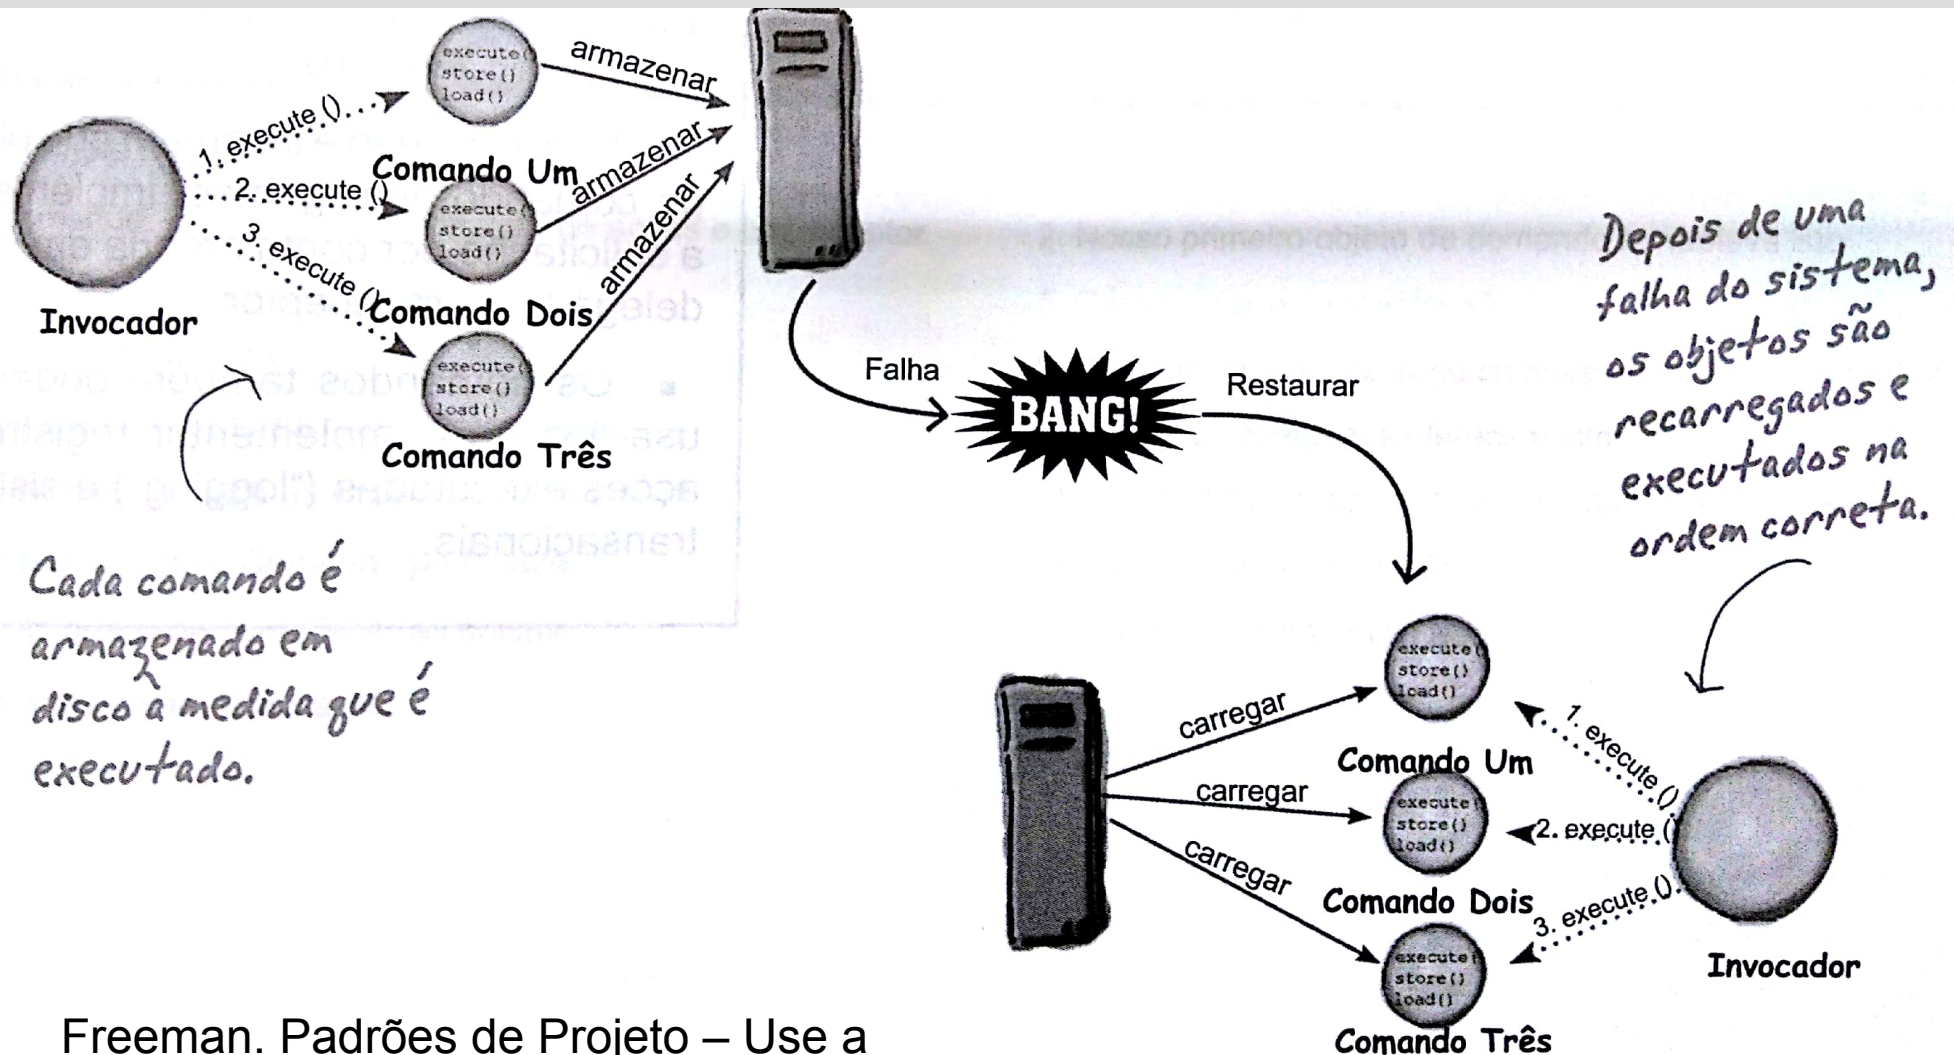 execute()
store()
load()
Comando Um
execute()
store()
load()
Comando Dois
execute()
store()
load()
Comando Três
1. execute ()
2. execute ()
3. execute ()
Invocador
armazenar
armazenar
armazenar
Cada comando é
armazenado em
disco à medida que é
executado.
Falha
BANG!
Restaurar
Depois de uma
falha do sistema,
os objetos são
recarregados e
executados na
ordem correta.
carregar
carregar
carregar
execute()
store()
load()
Comando Um
execute()
store()
load()
Comando Dois
execute()
store()
load()
Comando Três
1. execute ()
2. execute ()
3. execute ()
Invocador
Freeman. Padrões de Projeto – Use a